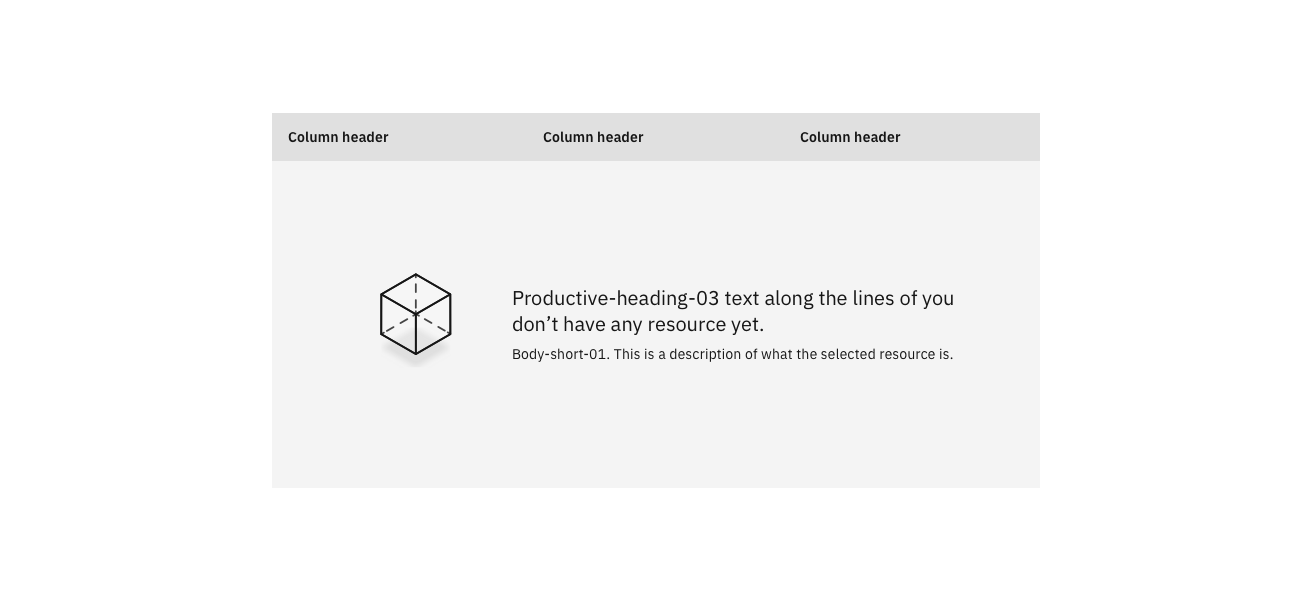 Column header
Column header
Column header
Productive-heading-03 text along the lines of you
don’t have any resource yet.
Body-short-01. This is a description of what the selected resource is.